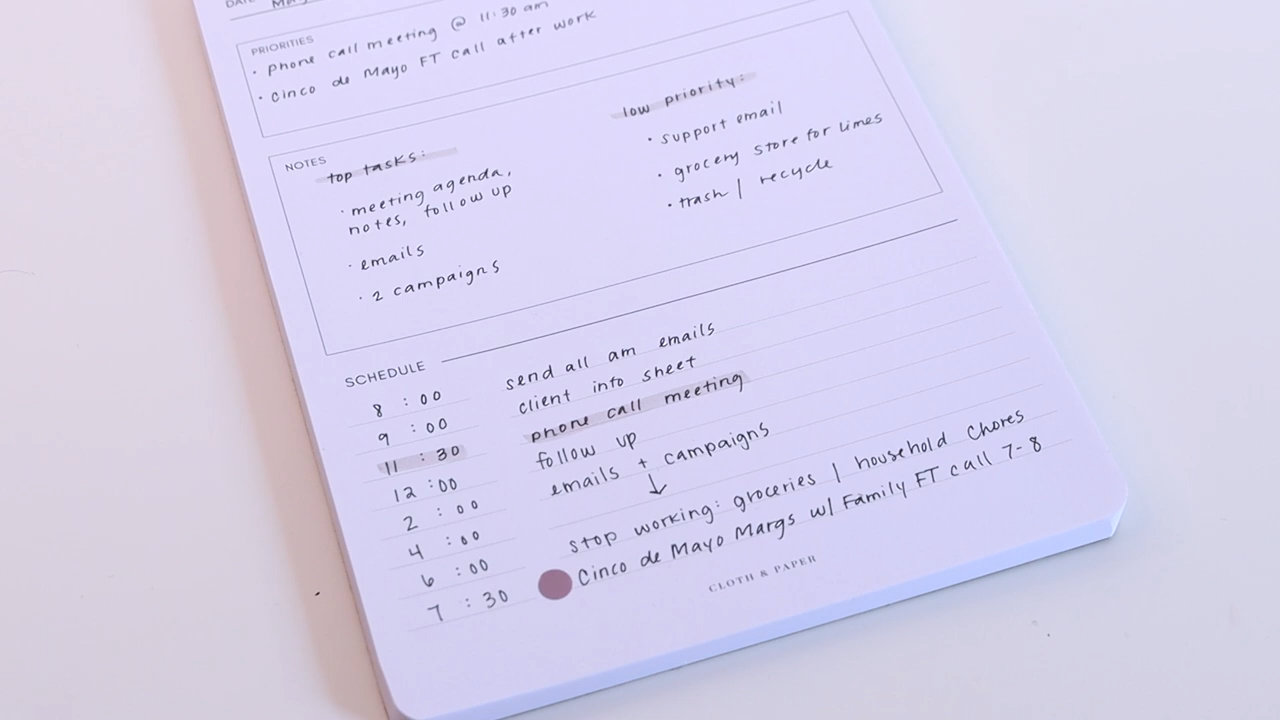 DATE
PRIORITIES
• phone call meeting @ 11:30 am
• cinco de Mayo FT call after work
NOTES
top tasks:
• meeting agenda,
notes, follow up
• emails
• 2 campaigns
low priority:
• support email
• grocery store for limes
• trash / recycle
SCHEDULE
8 : 00 send all am emails
9 : 00 client info sheet
11 : 30 phone call meeting
12 : 00 follow up
2 : 00 emails + campaigns
4 : 00 ↓
6 : 00 stop working: groceries / household chores
7 : 30 Cinco de Mayo Margs w/ Family FT call 7-8
CLOTH & PAPER